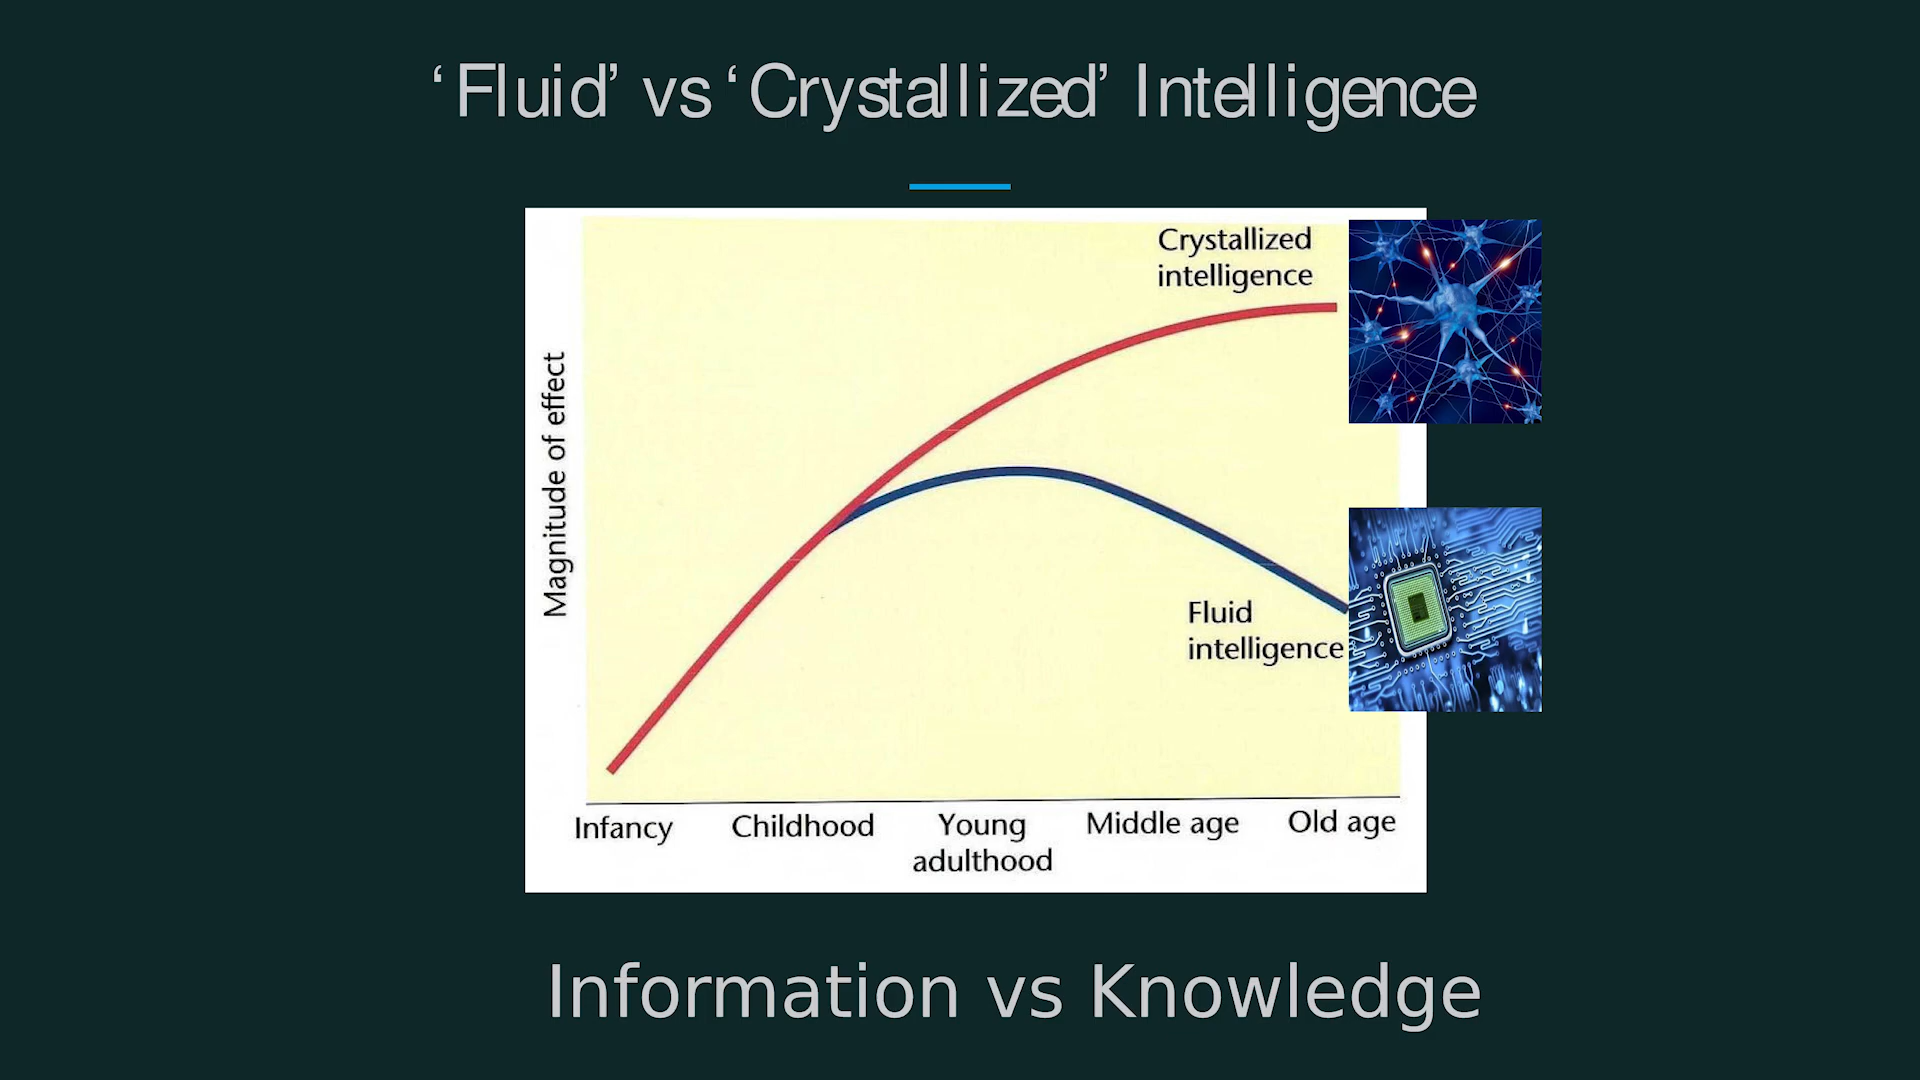 ‘Fluid’ vs ‘Crystallized’ Intelligence
Crystallized
intelligence
Magnitude of effect
Fluid
intelligence
Infancy
Childhood
Young
adulthood
Middle age
Old age
Information vs Knowledge